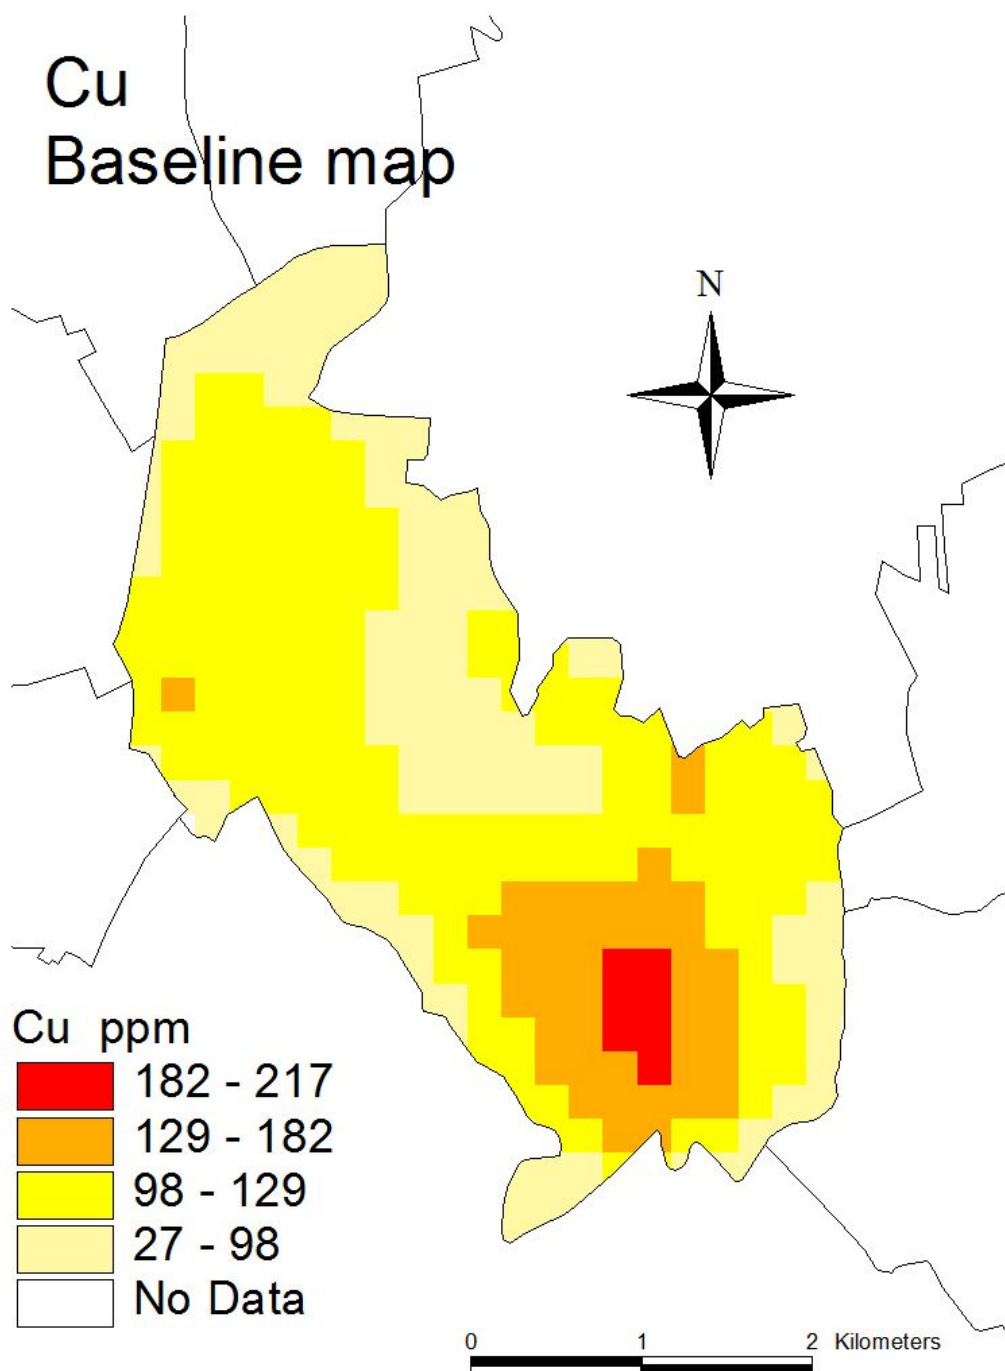 Cu
Baseline map
N
Cu ppm
182 - 217
129 - 182
98 - 129
27 - 98
No Data
0 1 2 Kilometers